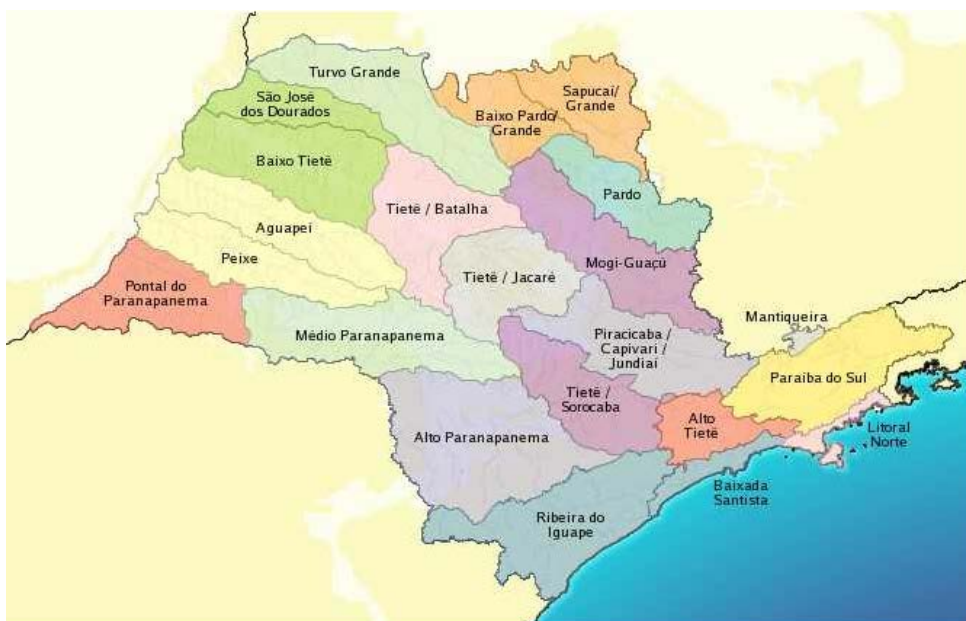 Turvo Grande
Sapucaí/
Grande
São José
dos Dourados
Baixo Pardo/
Grande
Baixo Tietê
Pardo
Tietê / Batalha
Aguapeí
Peixe
Mogi-Guaçú
Tietê / Jacaré
Pontal do
Paranapanema
Mantiqueira
Médio Paranapanema
Piracicaba /
Capivari /
Jundiaí
Paraíba do Sul
Tietê /
Sorocaba
Alto
Tietê
Litoral
Norte
Alto Paranapanema
Baixada
Santista
Ribeira do
Iguape